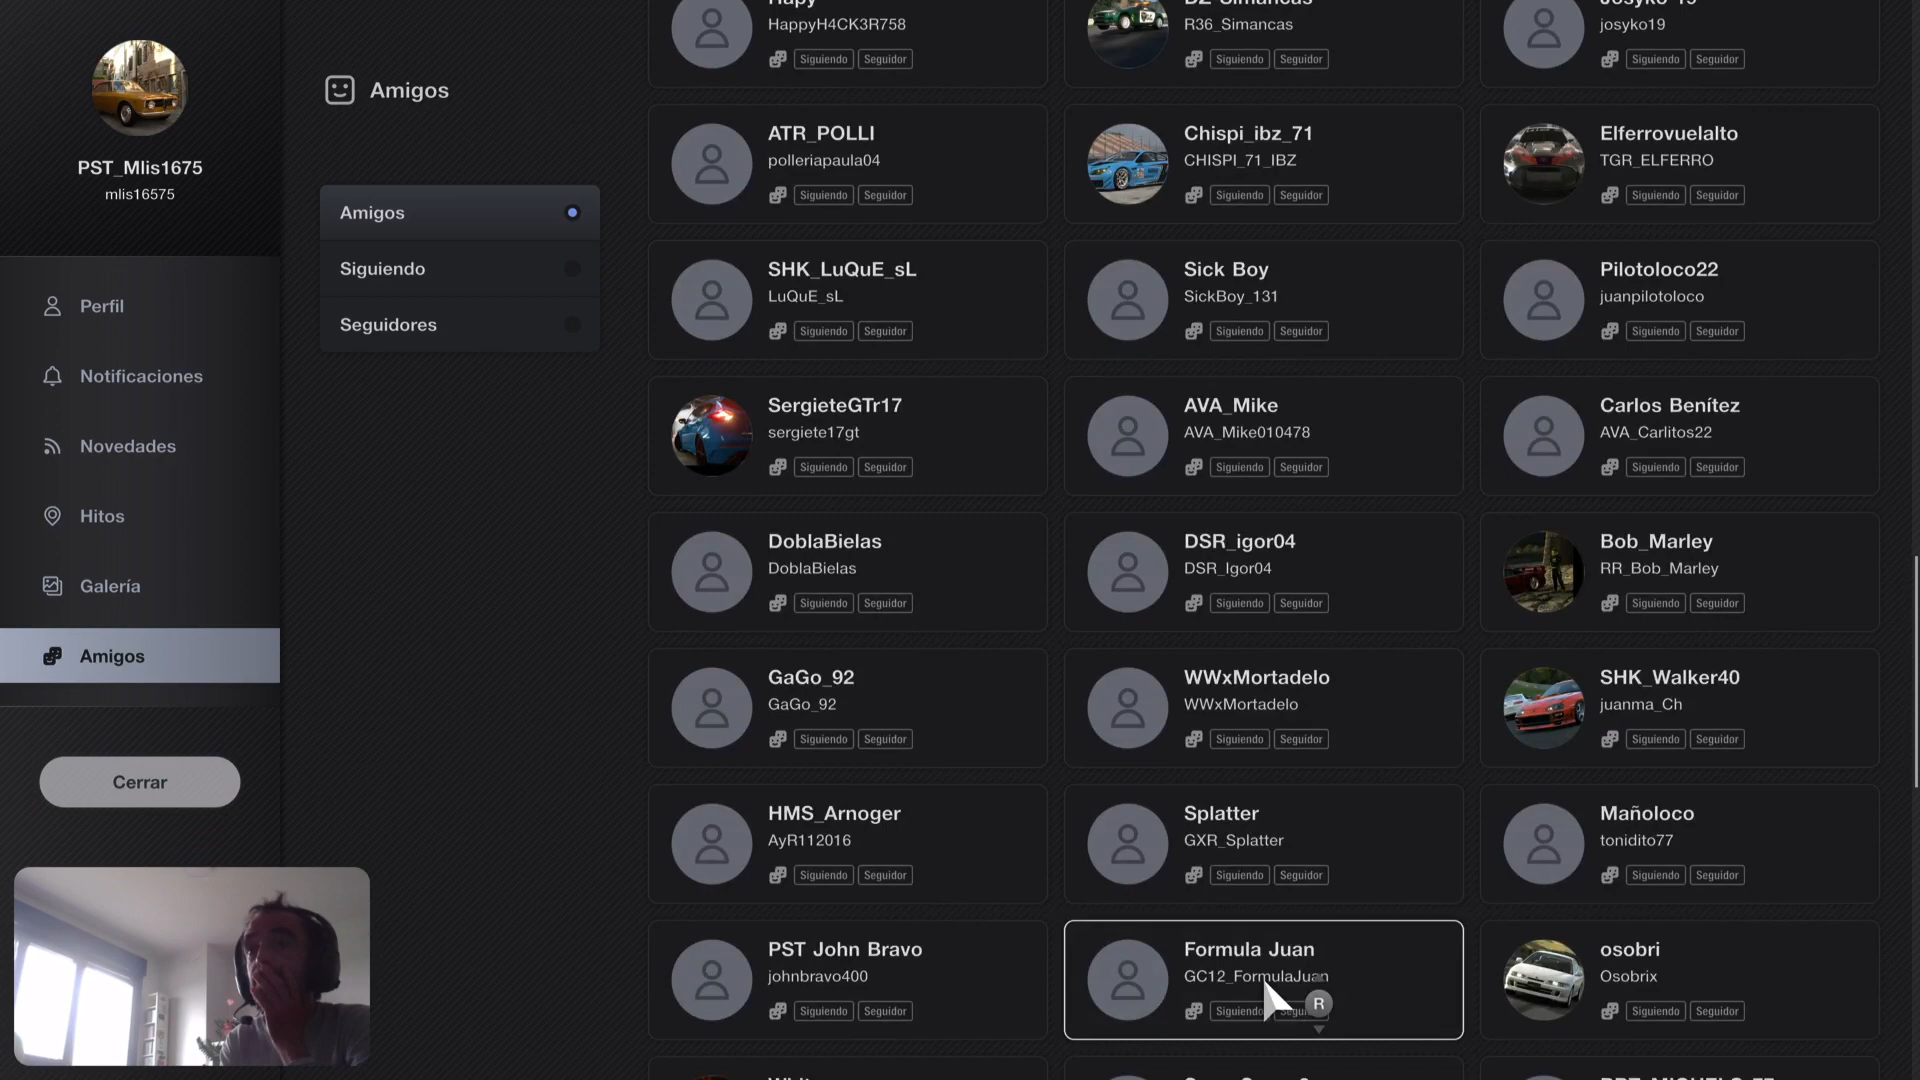 PST_Mlis1675
mlis16575
Perfil
Notificaciones
Novedades
Hitos
Galería
Amigos
Cerrar
Amigos
Amigos
Siguiendo
Seguidores
HappyH4CK3R758
Siguiendo Seguidor
R36_Simancas
Siguiendo Seguidor
josyko19
Siguiendo Seguidor
ATR_POLLI
polleriapaula04
Siguiendo Seguidor
Chispi_ibz_71
CHISPI_71_IBZ
Siguiendo Seguidor
Elferrovuelalto
TGR_ELFERRO
Siguiendo Seguidor
SHK_LuQuE_sL
LuQuE_sL
Siguiendo Seguidor
Sick Boy
SickBoy_131
Siguiendo Seguidor
Pilotoloco22
juanpilotoloco
Siguiendo Seguidor
SergieteGTr17
sergiete17gt
Siguiendo Seguidor
AVA_Mike
AVA_Mike010478
Siguiendo Seguidor
Carlos Benítez
AVA_Carlitos22
Siguiendo Seguidor
DoblaBielas
DoblaBielas
Siguiendo Seguidor
DSR_igor04
DSR_Igor04
Siguiendo Seguidor
Bob_Marley
RR_Bob_Marley
Siguiendo Seguidor
GaGo_92
GaGo_92
Siguiendo Seguidor
WWxMortadelo
WWxMortadelo
Siguiendo Seguidor
SHK_Walker40
juanma_Ch
Siguiendo Seguidor
HMS_Arnoger
AyR112016
Siguiendo Seguidor
Splatter
GXR_Splatter
Siguiendo Seguidor
Mañoloco
tonidito77
Siguiendo Seguidor
PST John Bravo
johnbravo400
Siguiendo Seguidor
Formula Juan
GC12_FormulaJuan
Siguiendo
R
osobri
Osobrix
Siguiendo Seguidor